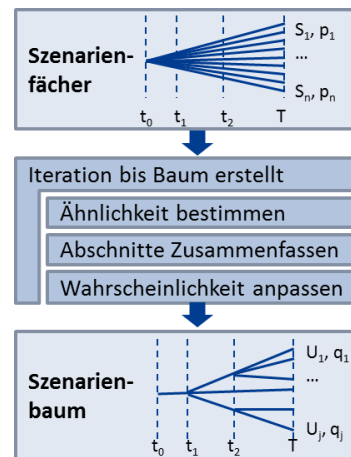 Szenarien-
fächer
S1, p1
...
Sn, pn
t0 t1 t2 T
Iteration bis Baum erstellt
Ähnlichkeit bestimmen
Abschnitte Zusammenfassen
Wahrscheinlichkeit anpassen
Szenarien-
baum
U1, q1
...
Uj, qj
t0 t1 t2 T